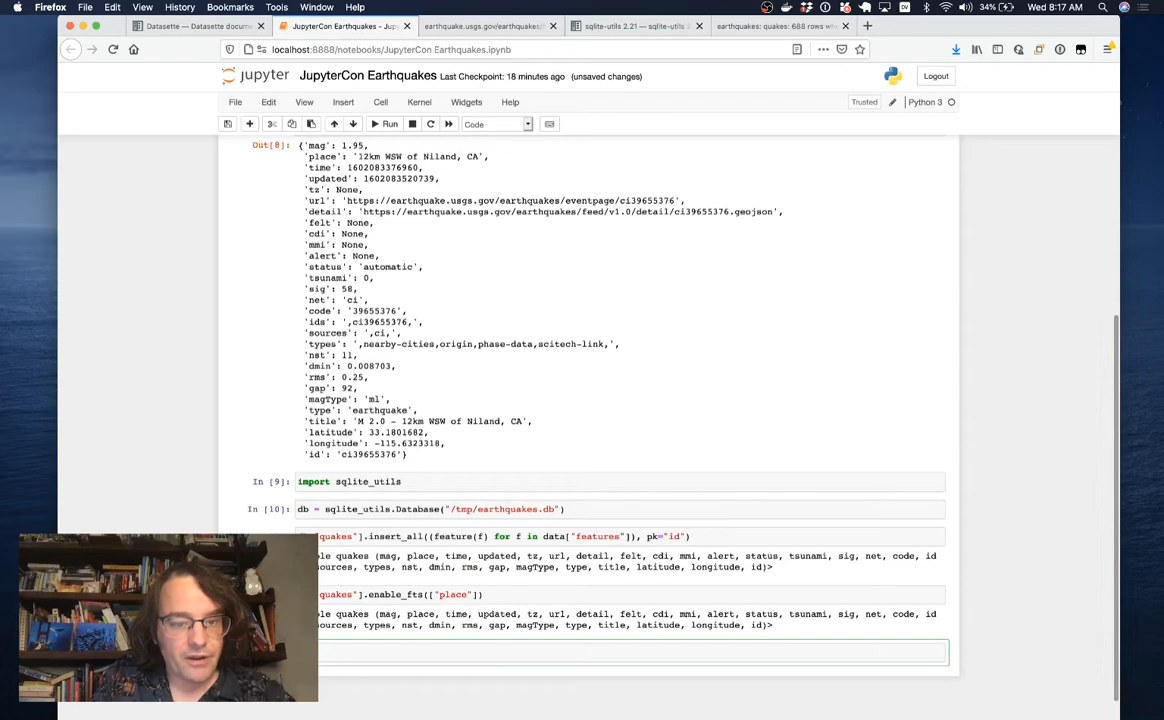 Firefox File Edit View History Bookmarks Tools Window Help 34% Wed 8:17 AM
Datasette — Datasette docume JupyterCon Earthquakes - Jupy earthquake.usgs.gov/earthquakes/ sqlite-utils 2.21 — sqlite-utils 2 earthquakes: quakes: 688 rows whe
localhost:8888/notebooks/JupyterCon Earthquakes.ipynb
jupyter JupyterCon Earthquakes Last Checkpoint: 18 minutes ago (unsaved changes) Logout
File Edit View Insert Cell Kernel Widgets Help Trusted Python 3
Run Code
Out[8]: {'mag': 1.95,
'place': '12km WSW of Niland, CA',
'time': 1602083376960,
'updated': 1602083520739,
'tz': None,
'url': 'https://earthquake.usgs.gov/earthquakes/eventpage/ci39655376',
'detail': 'https://earthquake.usgs.gov/earthquakes/feed/v1.0/detail/ci39655376.geojson',
'felt': None,
'cdi': None,
'mmi': None,
'alert': None,
'status': 'automatic',
'tsunami': 0,
'sig': 58,
'net': 'ci',
'code': '39655376',
'ids': ',ci39655376,',
'sources': ',ci,',
'types': ',nearby-cities,origin,phase-data,scitech-link,',
'nst': 11,
'dmin': 0.008703,
'rms': 0.25,
'gap': 92,
'magType': 'ml',
'type': 'earthquake',
'title': 'M 2.0 - 12km WSW of Niland, CA',
'latitude': 33.1801682,
'longitude': -115.6323318,
'id': 'ci39655376'}
In [9]: import sqlite_utils
In [10]: db = sqlite_utils.Database("/tmp/earthquakes.db")
quakes"].insert_all((feature(f) for f in data["features"]), pk="id")
le quakes (mag, place, time, updated, tz, url, detail, felt, cdi, mmi, alert, status, tsunami, sig, net, code, id
ources, types, nst, dmin, rms, gap, magType, type, title, latitude, longitude, id)>
quakes"].enable_fts(["place"])
le quakes (mag, place, time, updated, tz, url, detail, felt, cdi, mmi, alert, status, tsunami, sig, net, code, id
ources, types, nst, dmin, rms, gap, magType, type, title, latitude, longitude, id)>